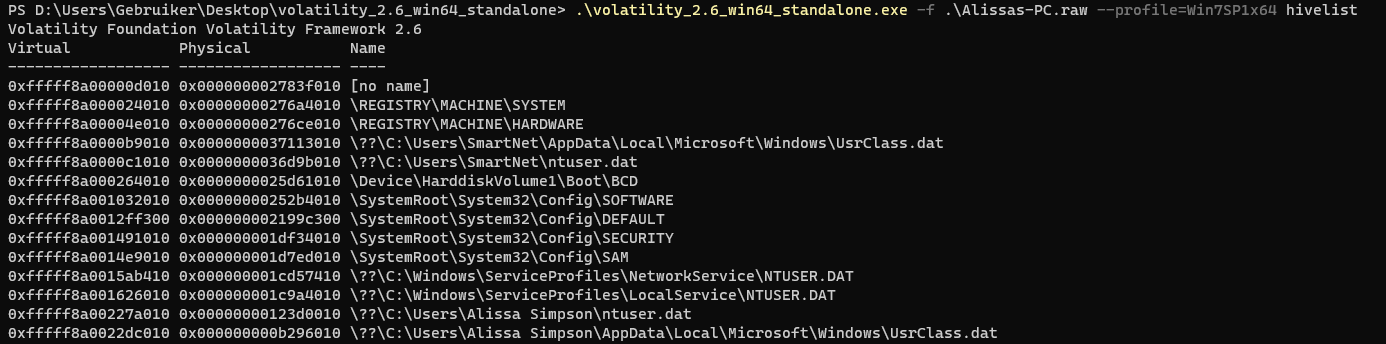 PS D:\Users\Gebruiker\Desktop\volatility_2.6_win64_standalone> .\volatility_2.6_win64_standalone.exe -f .\Alissas-PC.raw --profile=Win7SP1x64 hivelist
Volatility Foundation Volatility Framework 2.6
Virtual            Physical           Name
------------------ ------------------ ----
0xfffff8a00000d010 0x000000002783f010 [no name]
0xfffff8a000024010 0x00000000276a4010 \REGISTRY\MACHINE\SYSTEM
0xfffff8a00004e010 0x00000000276ce010 \REGISTRY\MACHINE\HARDWARE
0xfffff8a0000b9010 0x0000000037113010 \??\C:\Users\SmartNet\AppData\Local\Microsoft\Windows\UsrClass.dat
0xfffff8a0000c1010 0x0000000036d9b010 \??\C:\Users\SmartNet\ntuser.dat
0xfffff8a000264010 0x0000000025d61010 \Device\HarddiskVolume1\Boot\BCD
0xfffff8a001032010 0x00000000252b4010 \SystemRoot\System32\Config\SOFTWARE
0xfffff8a0012ff300 0x000000002199c300 \SystemRoot\System32\Config\DEFAULT
0xfffff8a001491010 0x000000001df34010 \SystemRoot\System32\Config\SECURITY
0xfffff8a0014e9010 0x000000001d7ed010 \SystemRoot\System32\Config\SAM
0xfffff8a0015ab410 0x000000001cd57410 \??\C:\Windows\ServiceProfiles\NetworkService\NTUSER.DAT
0xfffff8a001626010 0x000000001c9a4010 \??\C:\Windows\ServiceProfiles\LocalService\NTUSER.DAT
0xfffff8a00227a010 0x00000000123d0010 \??\C:\Users\Alissa Simpson\ntuser.dat
0xfffff8a0022dc010 0x000000000b296010 \??\C:\Users\Alissa Simpson\AppData\Local\Microsoft\Windows\UsrClass.dat